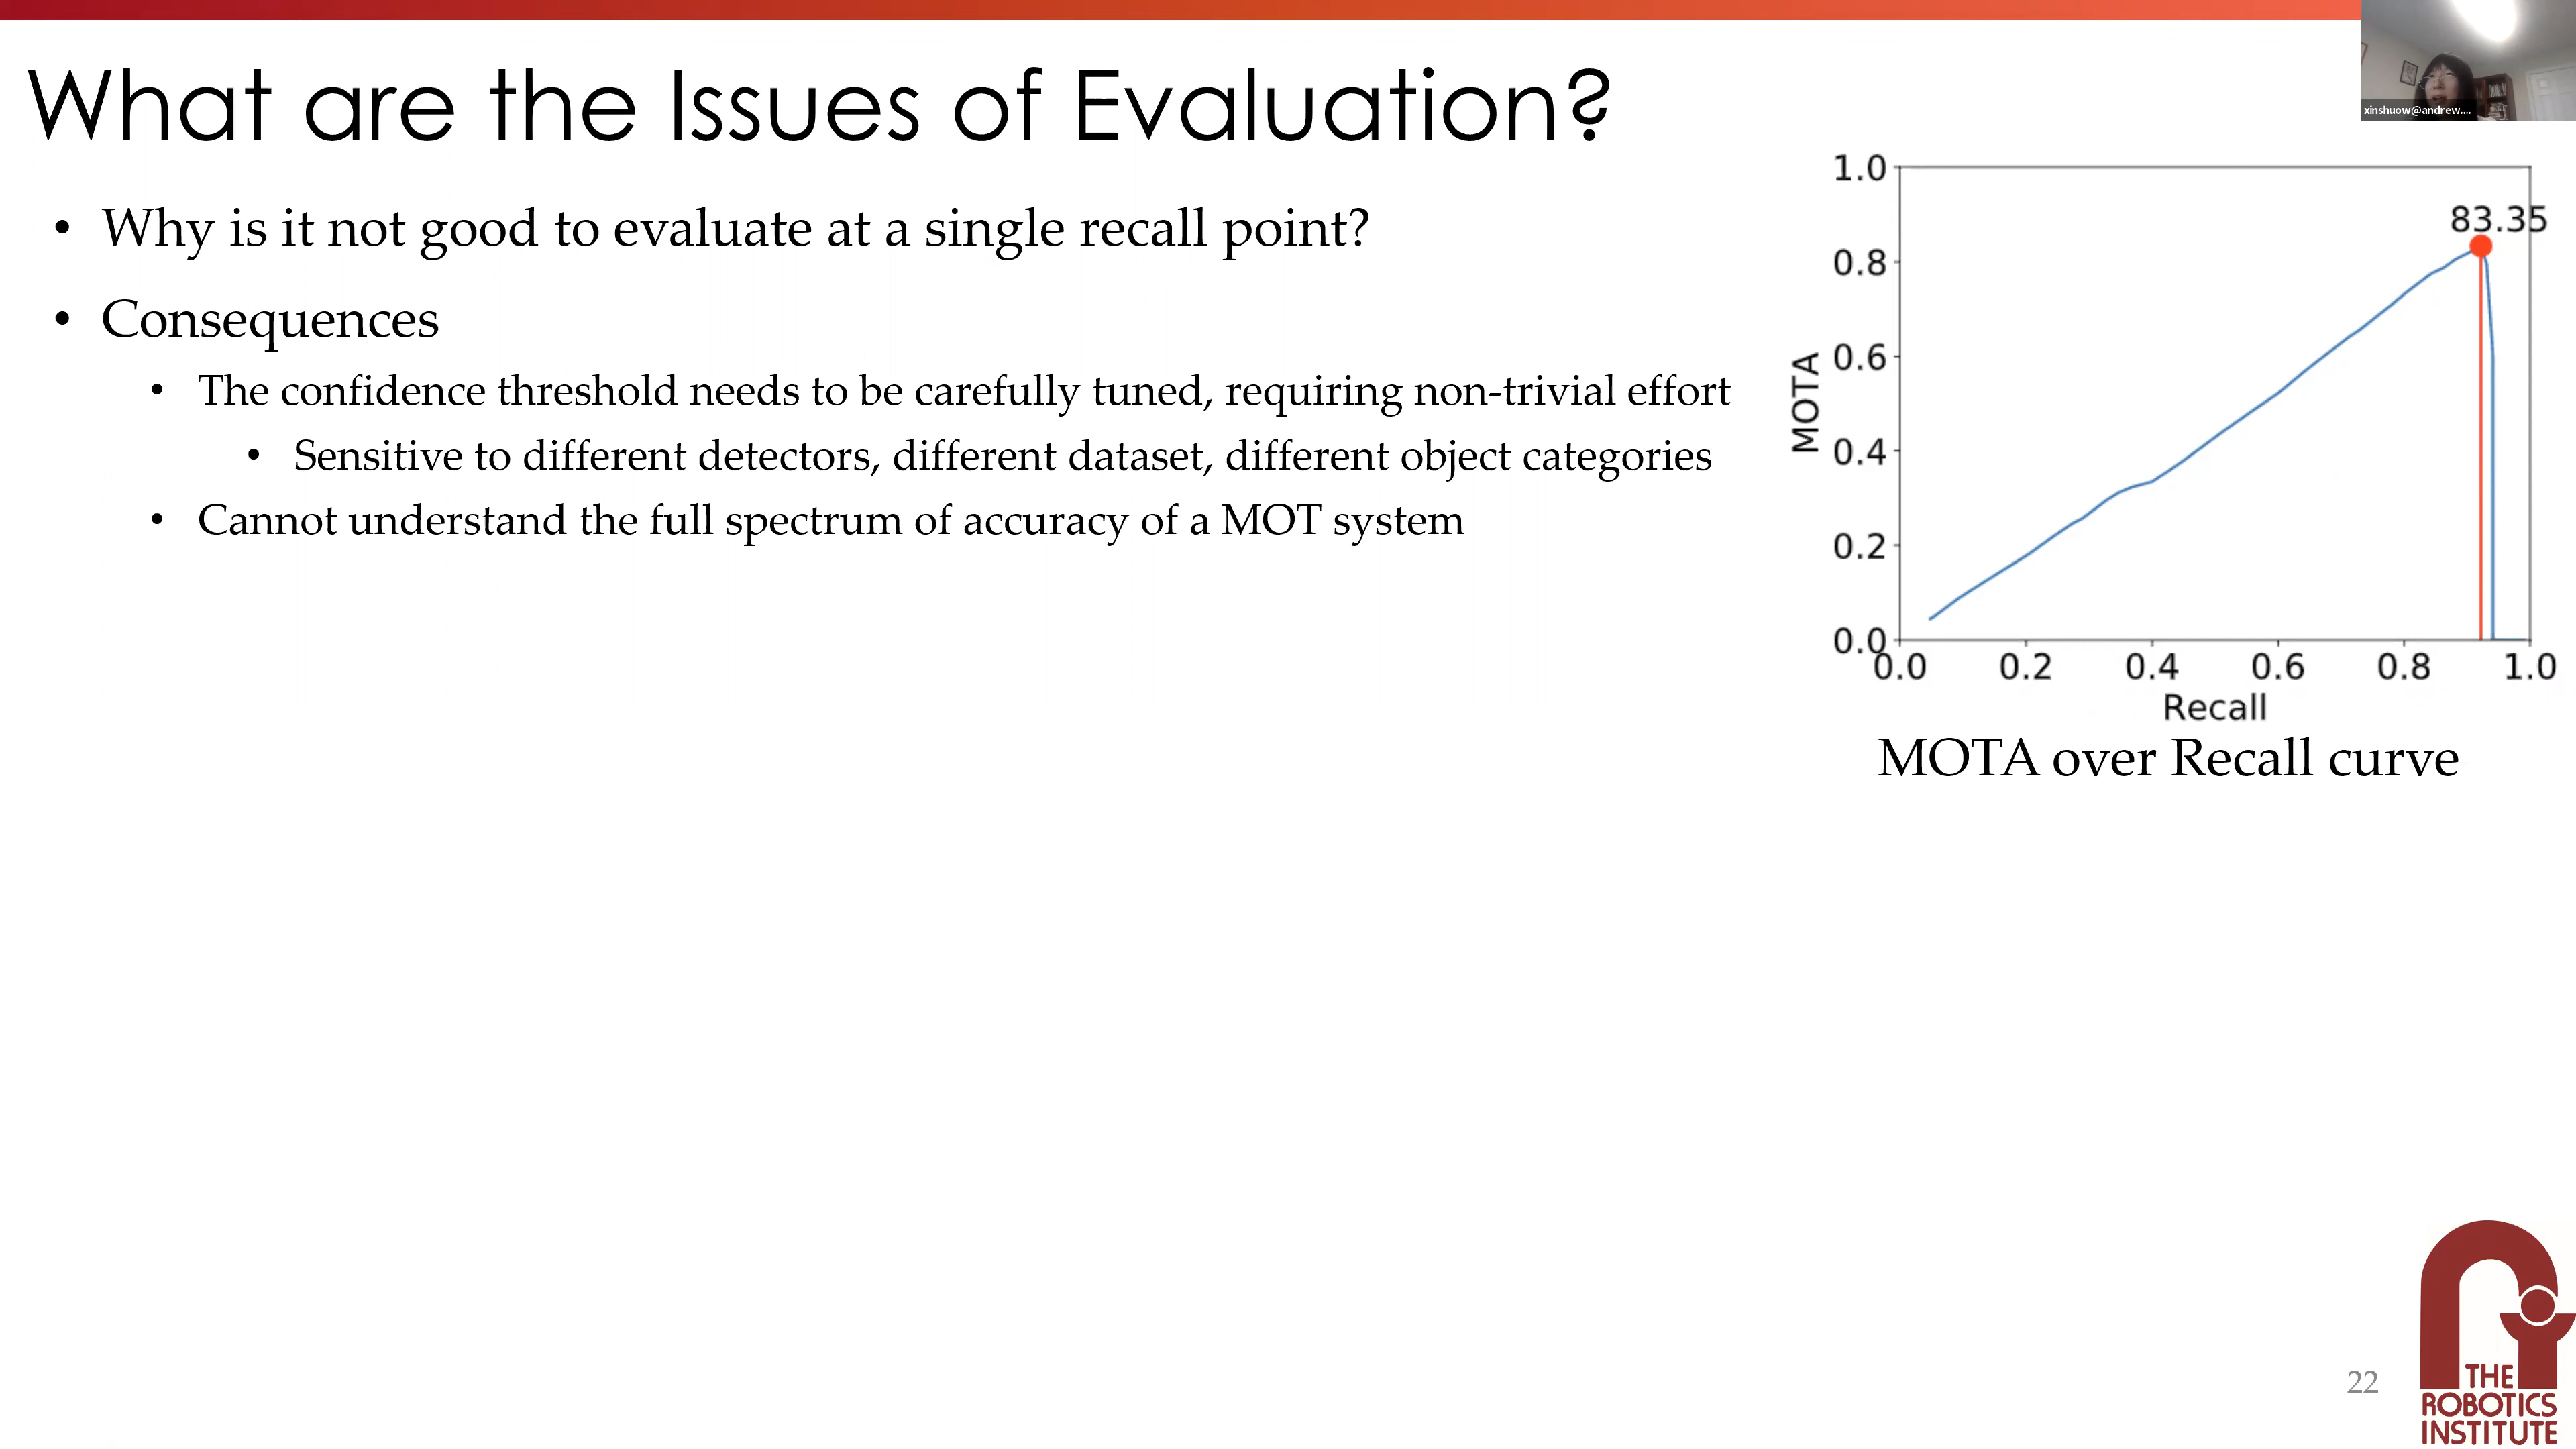 What are the Issues of Evaluation?
xinshuow@andrew....
• Why is it not good to evaluate at a single recall point?
• Consequences
• The confidence threshold needs to be carefully tuned, requiring non-trivial effort
• Sensitive to different detectors, different dataset, different object categories
• Cannot understand the full spectrum of accuracy of a MOT system
83.35
1.0
0.8
0.6
0.4
0.2
0.0
MOTA
0.0 0.2 0.4 0.6 0.8 1.0
Recall
MOTA over Recall curve
22
THE
ROBOTICS
INSTITUTE